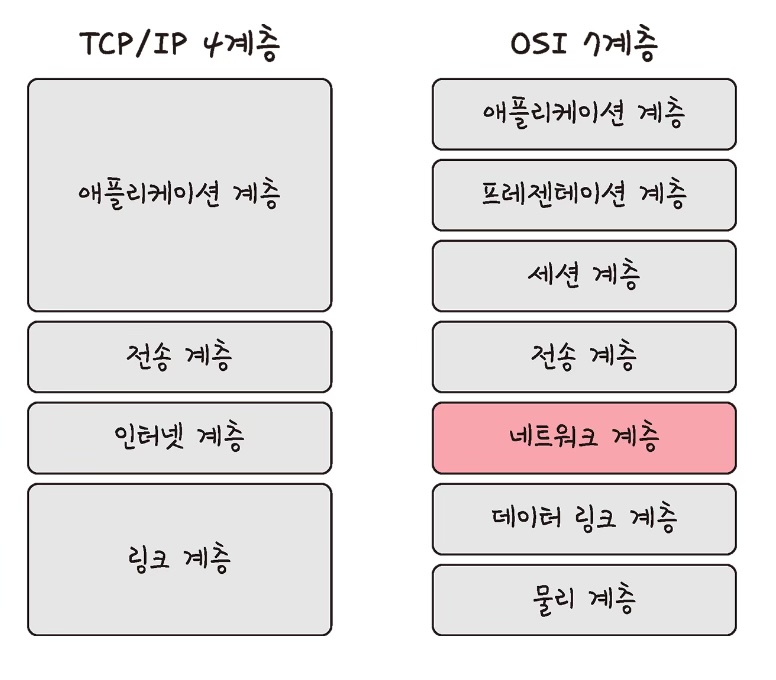 TCP/IP 4계층
애플리케이션 계층
전송 계층
인터넷 계층
링크 계층
OSI 7계층
애플리케이션 계층
프레젠테이션 계층
세션 계층
전송 계층
네트워크 계층
데이터 링크 계층
물리 계층